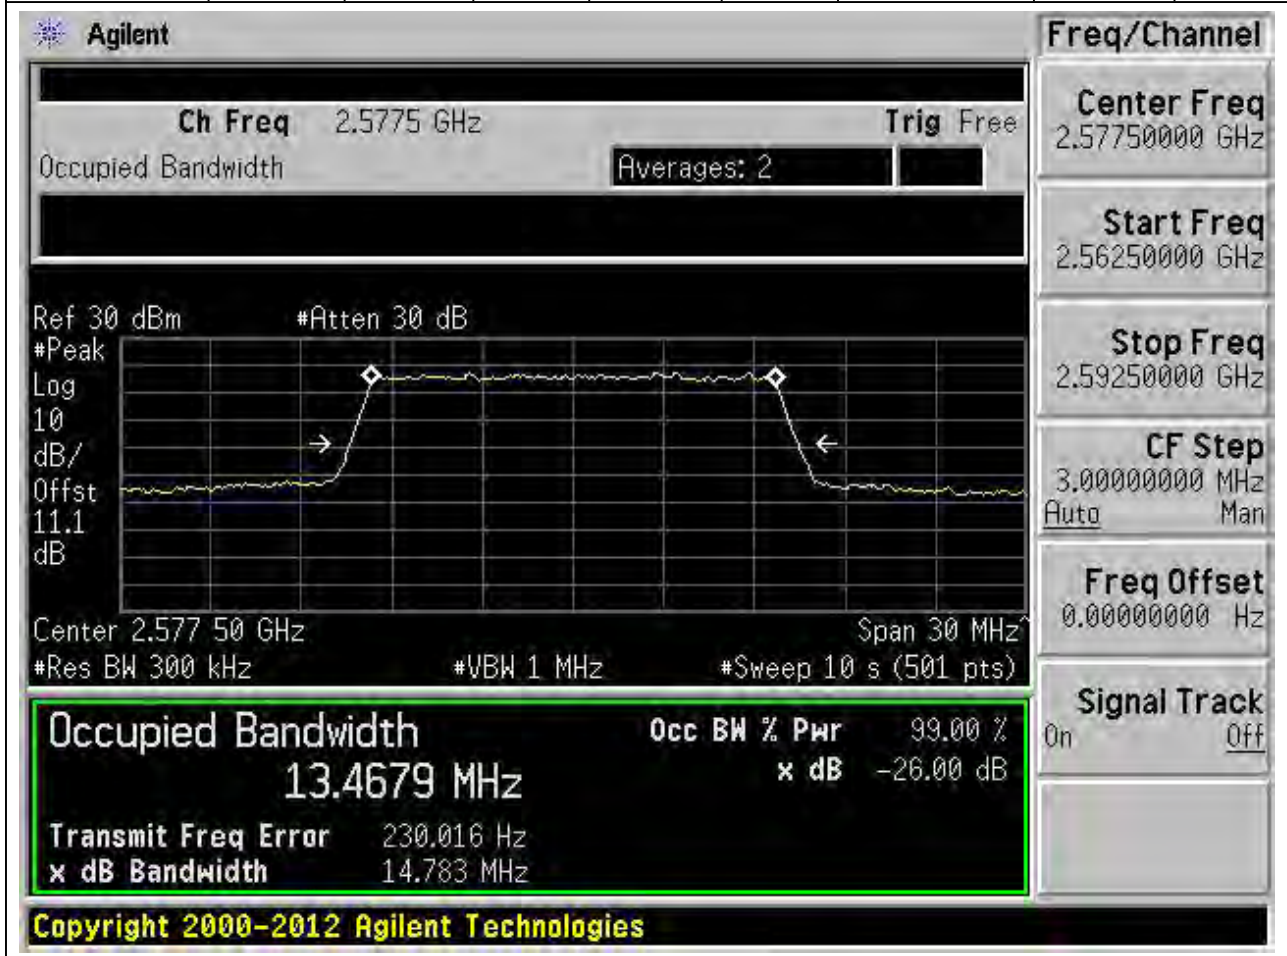 Agilent
Freq/Channel
Ch Freq 2.5775 GHz Trig Free
Occupied Bandwidth Averages: 2
Center Freq
2.57750000 GHz
Start Freq
2.56250000 GHz
Stop Freq
2.59250000 GHz
CF Step
3.00000000 MHz
Auto Man
Freq Offset
0.00000000 Hz
Signal Track
On Off
Ref 30 dBm #Atten 30 dB
#Peak
Log
10
dB/
Offst
11.1
dB
Center 2.577 50 GHz Span 30 MHz^
#Res BW 300 kHz #VBW 1 MHz #Sweep 10 s (501 pts)
Occupied Bandwidth
13.4679 MHz
Occ BW % Pwr 99.00 %
x dB -26.00 dB
Transmit Freq Error 230.016 Hz
x dB Bandwidth 14.783 MHz
Copyright 2000-2012 Agilent Technologies